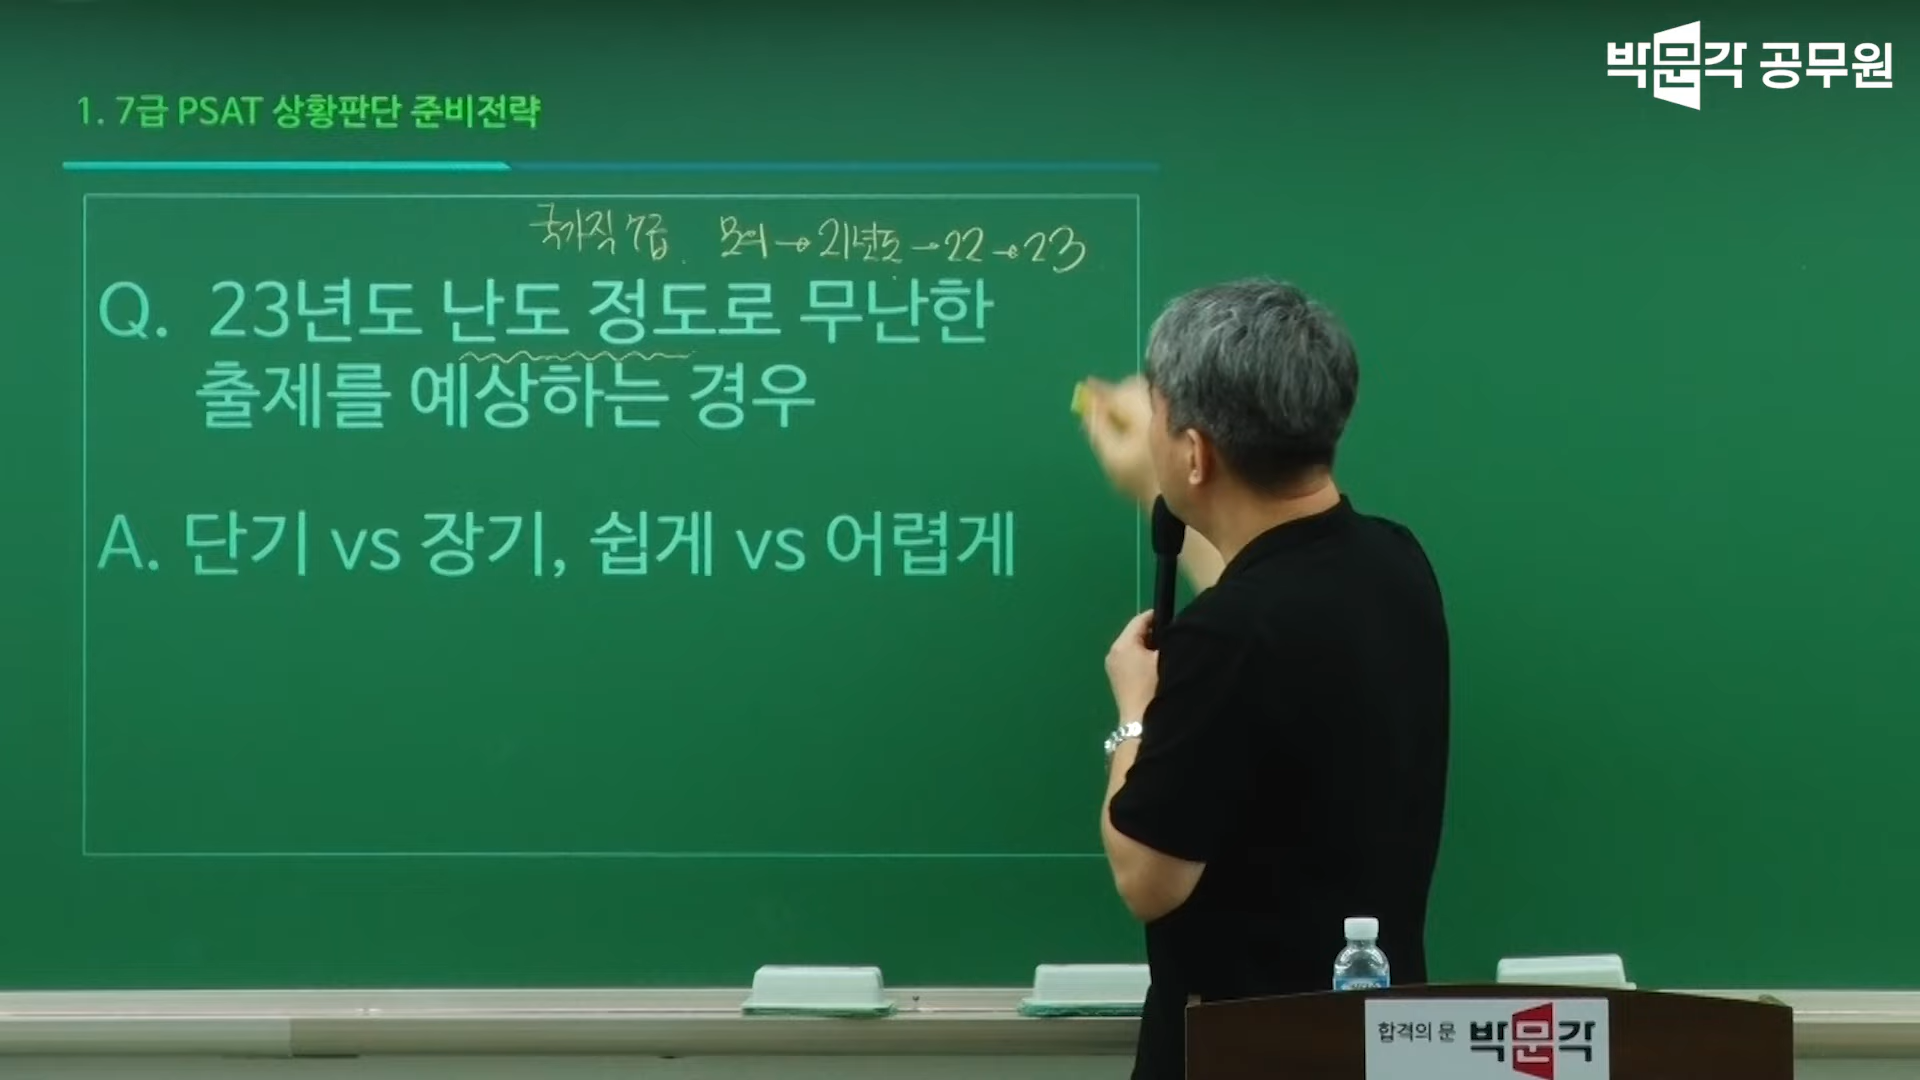 박문각 공무원
1. 7급 PSAT 상황판단 준비전략
국가직 7급 모의 → 21년도 → 22 → 23
Q. 23년도 난도 정도로 무난한
출제를 예상하는 경우
A. 단기 vs 장기, 쉽게 vs 어렵게
합격의 문 박문각